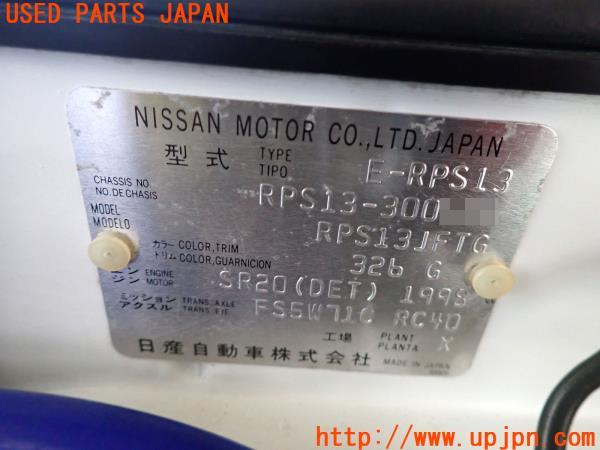 USED PARTS JAPAN
NISSAN MOTOR CO.,LTD. JAPAN
型式 TYPE TIPO E-RPS13
CHASSIS NO. NO.DE CHASIS RPS13-300
MODEL MODELO RPS13JFTG
カラー トリム COLOR,TRIM COLOR,GUARNICION 326 G
エンジン ENGINE MOTOR SR20(DET) 1998
ミッション アクスル TRANS. AXLE TRANS. EJE FS5W71C RC40
工場 PLANT PLANTA X
日産自動車株式会社 MADE IN JAPAN
http://www.upjpn.com